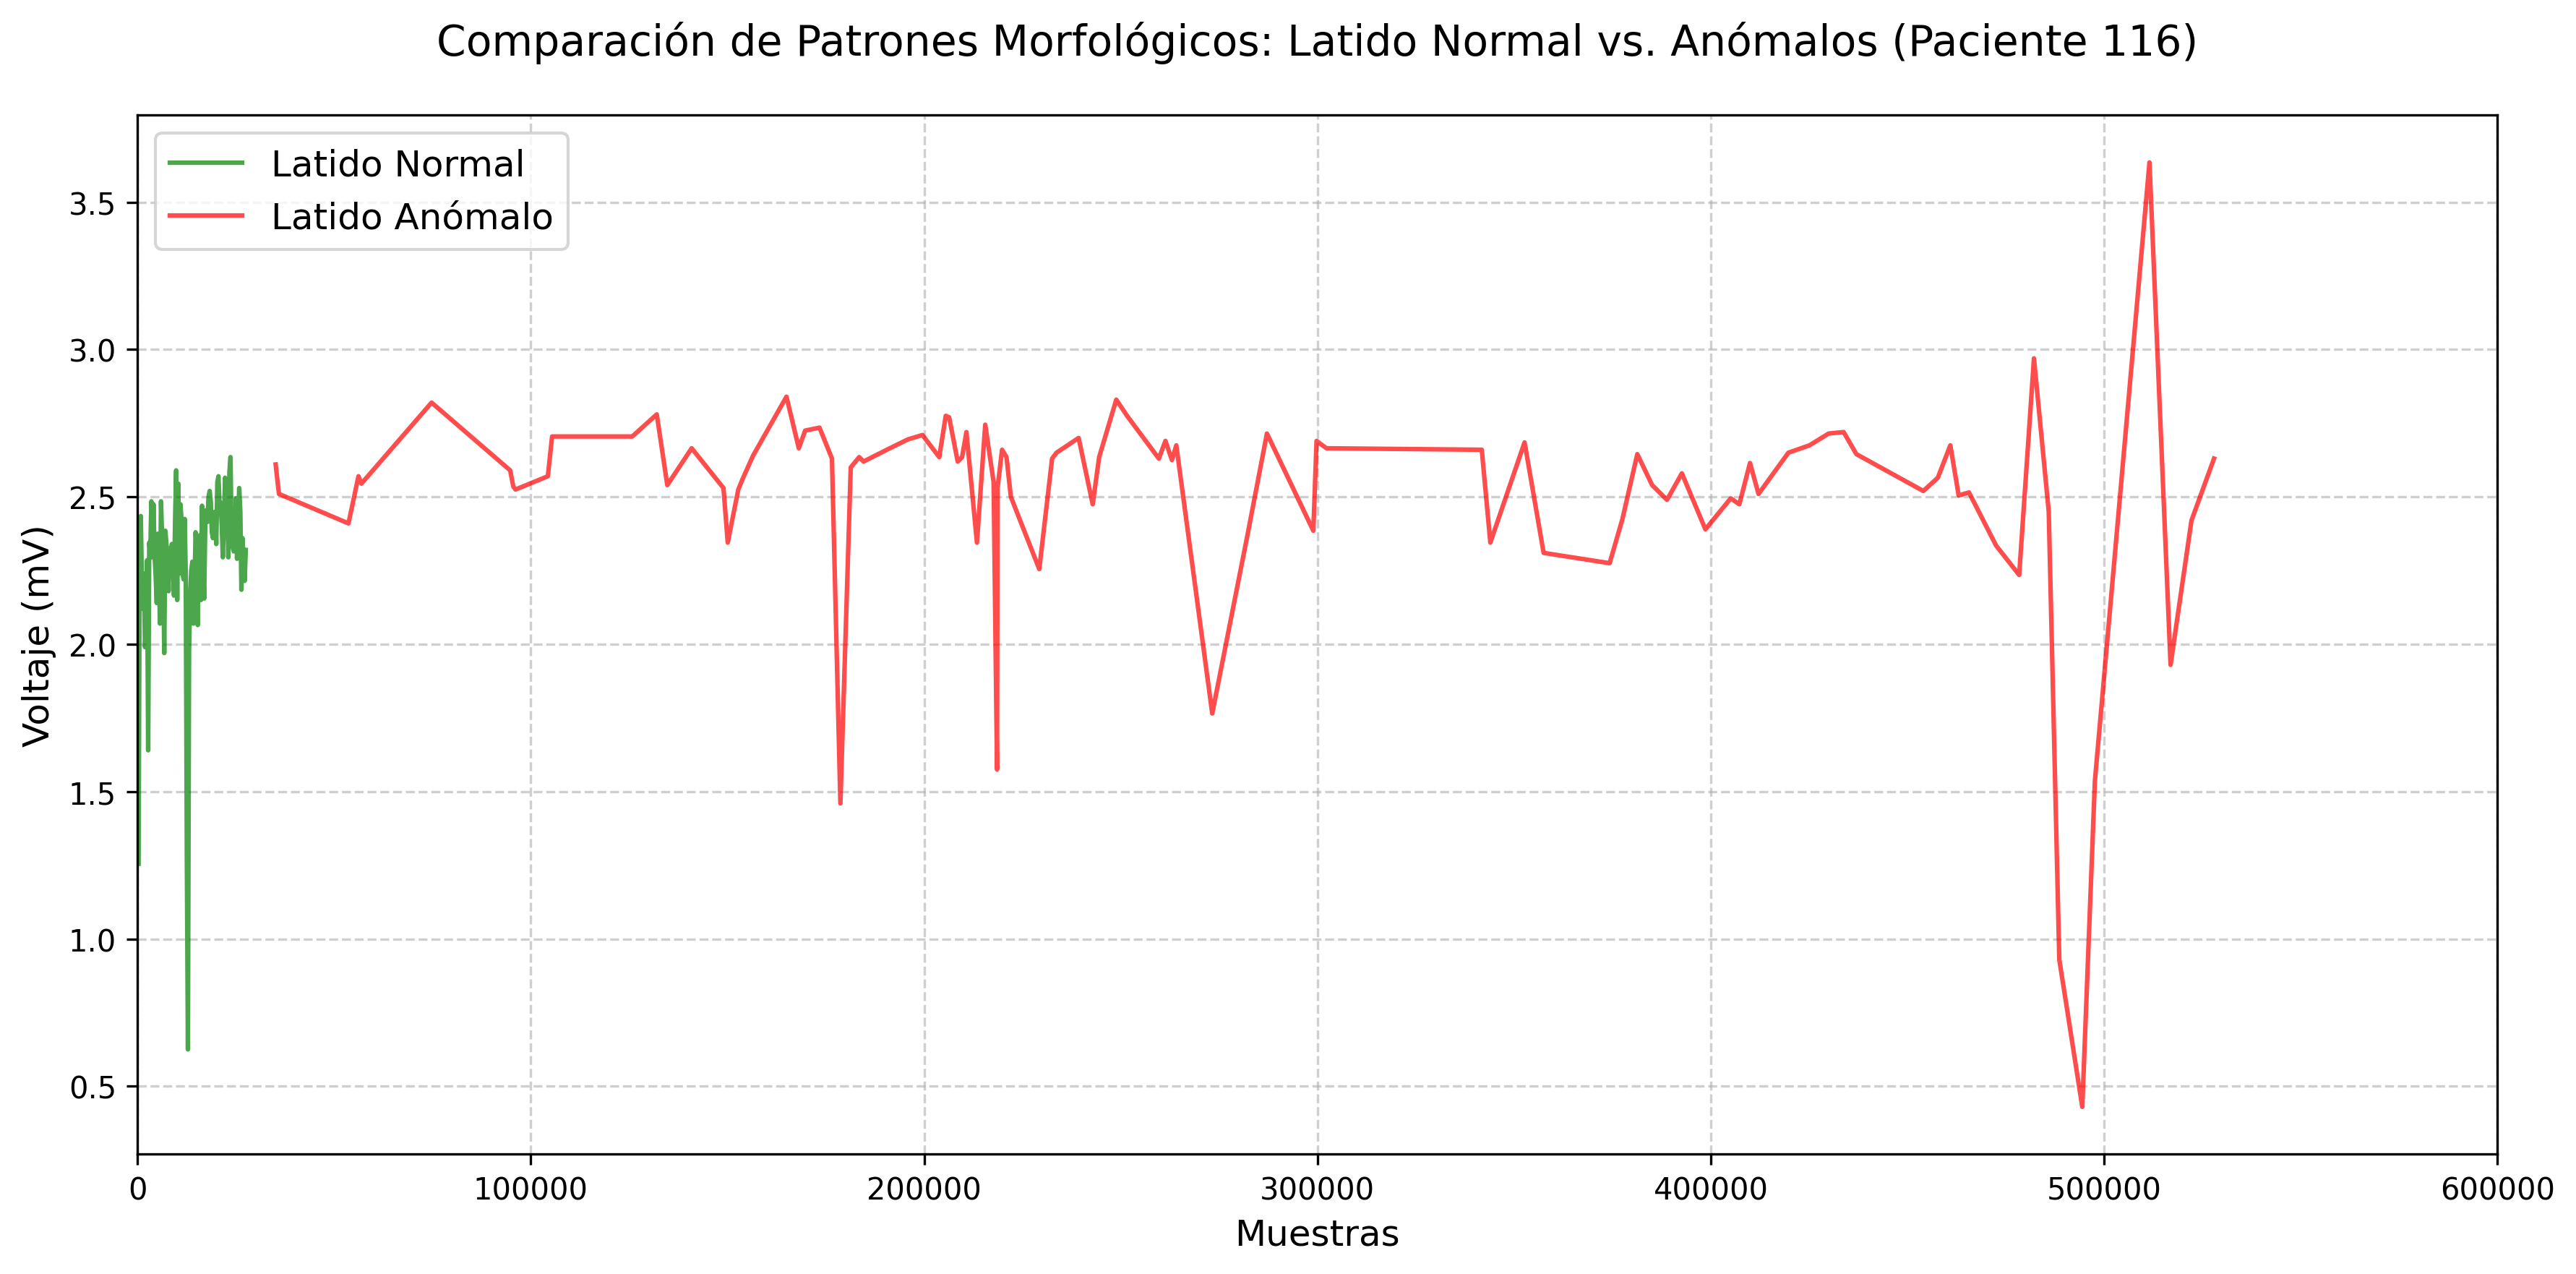 Comparación de Patrones Morfológicos: Latido Normal vs. Anómalos (Paciente 116)
Latido Normal
Latido Anómalo
Voltaje (mV)
3.5
3.0
2.5
2.0
1.5
1.0
0.5
0 100000 200000 300000 400000 500000 600000
Muestras